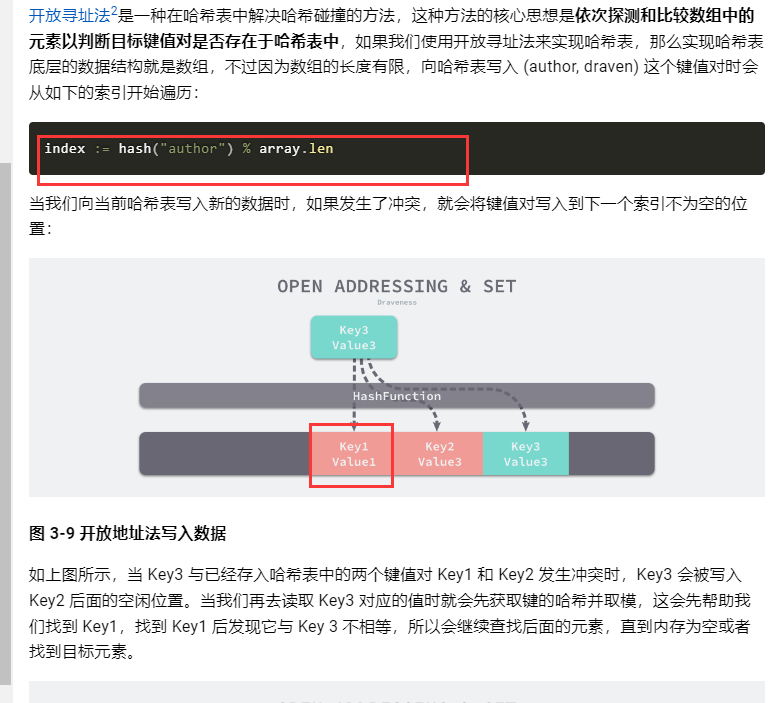 开放寻址法2是一种在哈希表中解决哈希碰撞的方法，这种方法的核心思想是依次探测和比较数组中的
元素以判断目标键值对是否存在于哈希表中，如果我们使用开放寻址法来实现哈希表，那么实现哈希表
底层的数据结构就是数组，不过因为数组的长度有限，向哈希表写入 (author, draven) 这个键值对时会
从如下的索引开始遍历：
index := hash("author") % array.len
当我们向当前哈希表写入新的数据时，如果发生了冲突，就会将键值对写入到下一个索引不为空的位
置：
OPEN ADDRESSING & SET
Draveness
Key3
Value3
HashFunction
Key1 Key2 Key3
Value1 Value3 Value3
图 3-9 开放地址法写入数据
如上图所示，当 Key3 与已经存入哈希表中的两个键值对 Key1 和 Key2 发生冲突时，Key3 会被写入
Key2 后面的空闲位置。当我们再去读取 Key3 对应的值时就会先获取键的哈希并取模，这会先帮助我
们找到 Key1，找到 Key1 后发现它与 Key 3 不相等，所以会继续查找后面的元素，直到内存为空或者
找到目标元素。